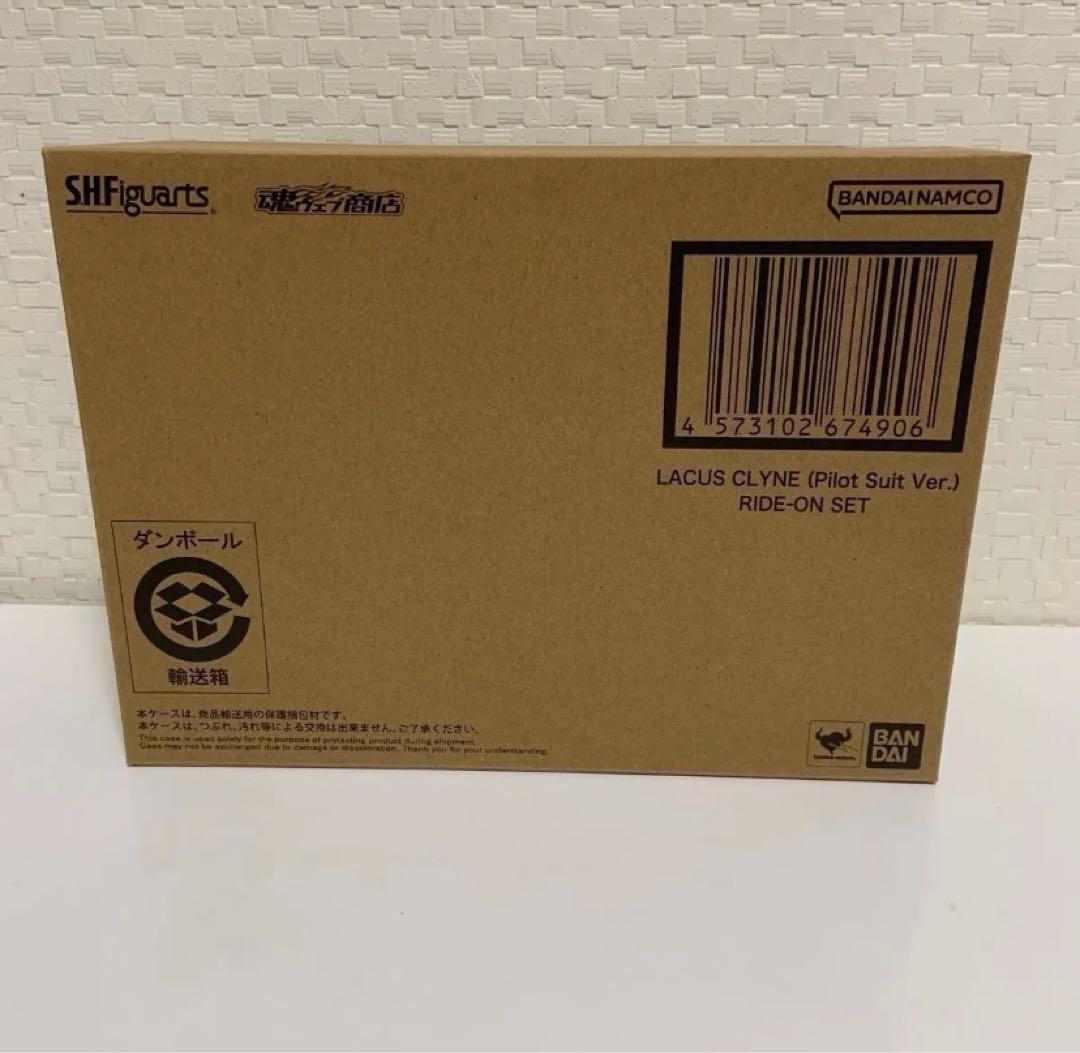 S.H.Figuarts®
魂ウェブ商店
BANDAI NAMCO
4 573102 674906
LACUS CLYNE (Pilot Suit Ver.)
RIDE-ON SET
ダンボール
輸送箱
本ケースは、商品輸送用の保護梱包材です。
本ケースは、つぶれ、汚れ等による交換は出来ません。ご了承ください。
This case is used solely for the purpose of protecting product during shipment.
Cases may not be exchanged due to damage or discoloration. Thank you for your understanding.
BAN
DAI